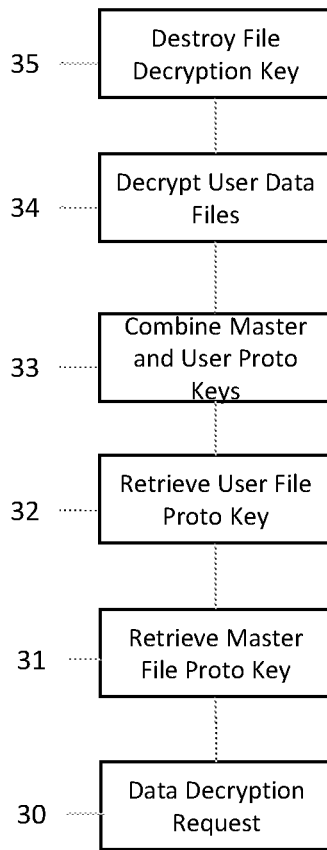 35
Destroy File
Decryption Key
34
Decrypt User Data
Files
33
Combine Master
and User Proto
Keys
32
Retrieve User File
Proto Key
31
Retrieve Master
File Proto Key
30
Data Decryption
Request